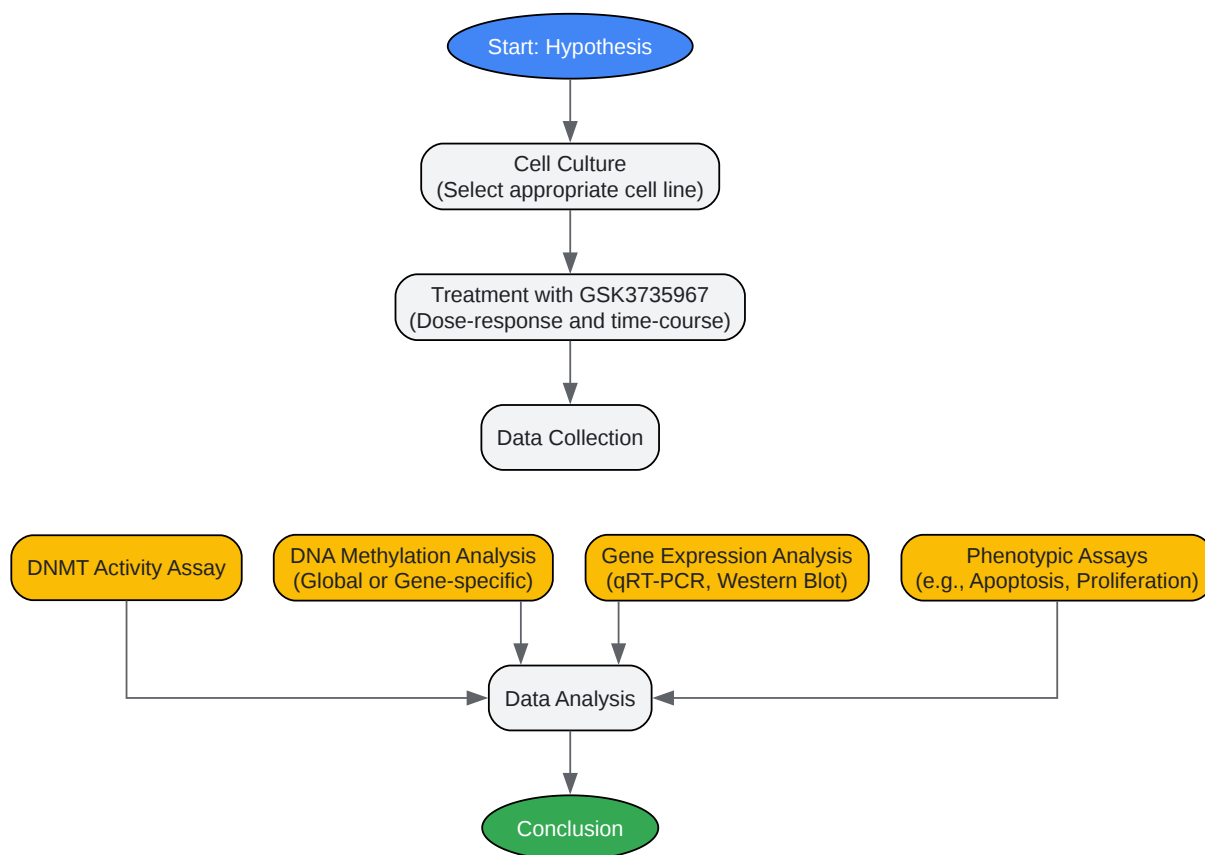 Start: Hypothesis
Cell Culture
(Select appropriate cell line)
Treatment with GSK3735967
(Dose-response and time-course)
Data Collection
DNMT Activity Assay
DNA Methylation Analysis
(Global or Gene-specific)
Gene Expression Analysis
(qRT-PCR, Western Blot)
Phenotypic Assays
(e.g., Apoptosis, Proliferation)
Data Analysis
Conclusion